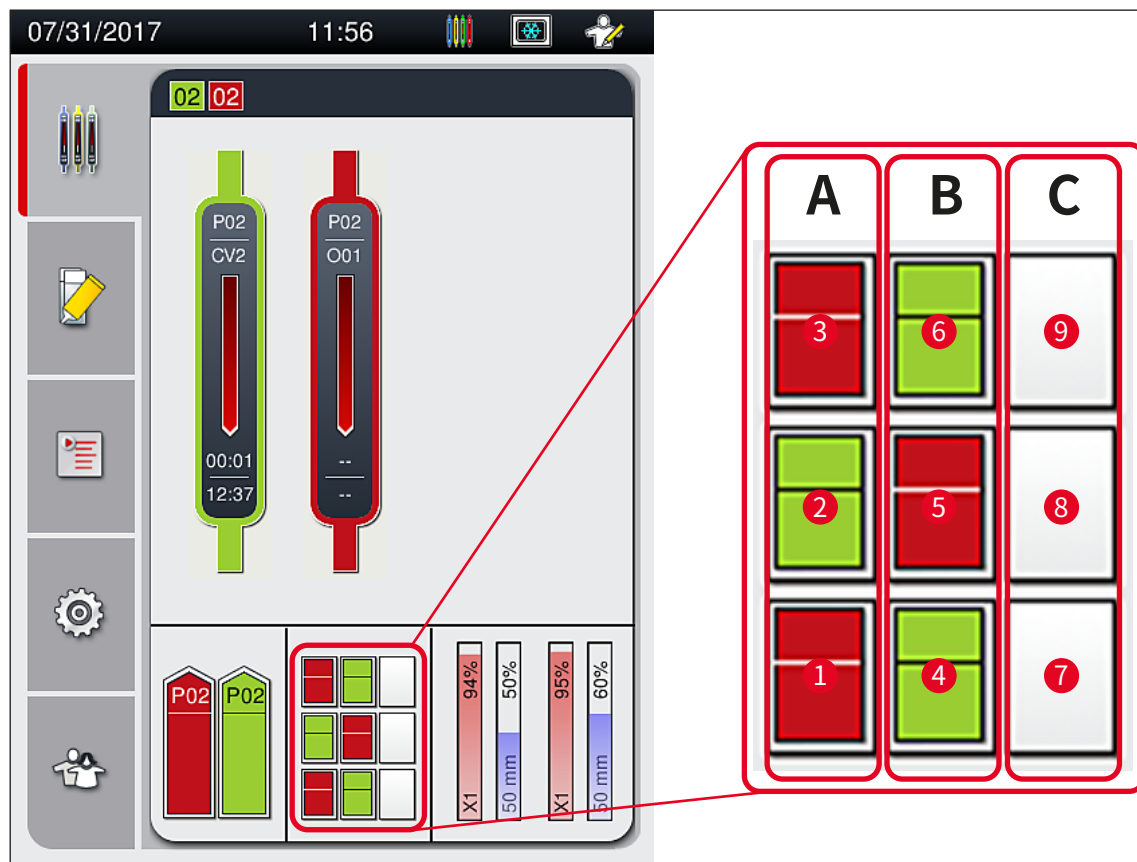 07/31/2017 11:56
02 02
P02 P02
CV2 O01
00:01 --
12:37 --
P02 P02
X1 94%
50 mm 50%
X1 95%
50 mm 60%
A B C
3 6 9
2 5 8
1 4 7